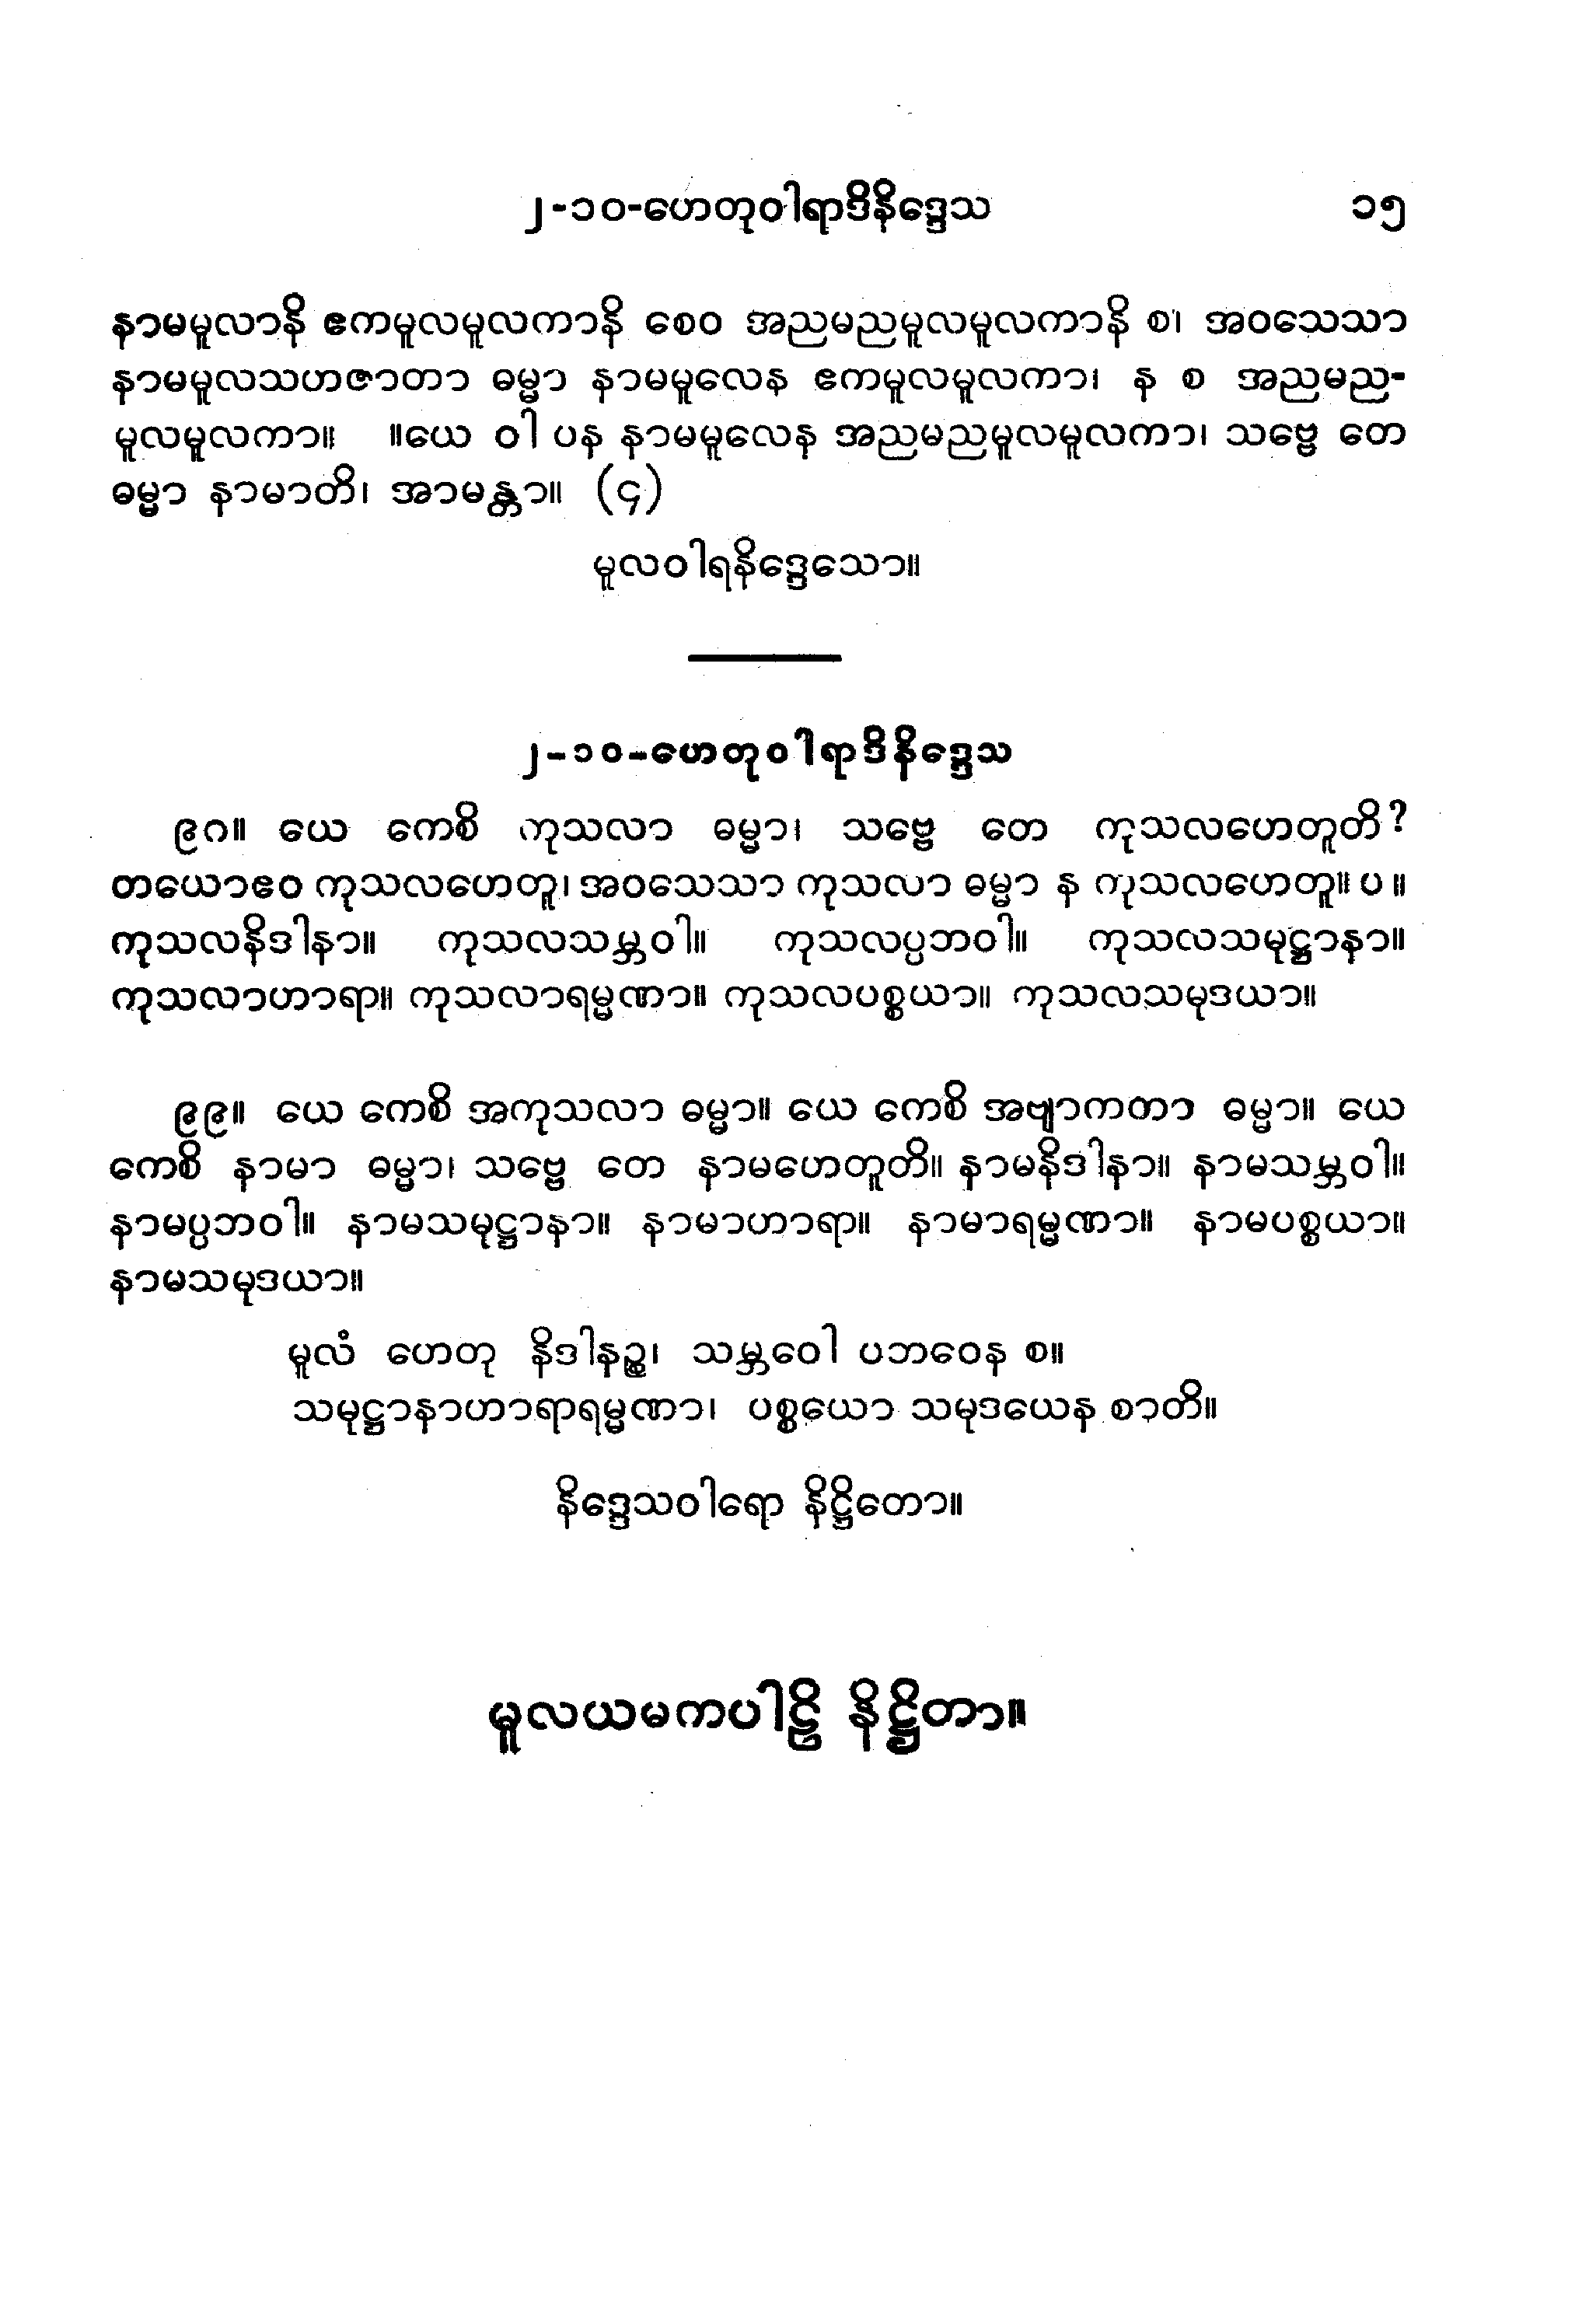 ၂-၁၀-ဟေတုဝါရာဒိနိဒ္ဒေသ ၁၅
နာမမူလာနိ ဧကမူလမူလကာနိ စေဝ အညမညမူလမူလကာနိ စ၊ အဝသေသာ
နာမမူလသဟဇာတာ ဓမ္မာ နာမမူလေန ဧကမူလမူလကာ၊ န စ အညမည-
မူလမူလကာ။ ။ယေ ဝါ ပန နာမမူလေန အညမညမူလမူလကာ၊ သဗ္ဗေ တေ
ဓမ္မာ နာမာတိ၊ အာမန္တာ။ (၄)
မူလဝါရနိဒ္ဒေသော။
၂-၁၀-ဟေတုဝါရာဒိနိဒ္ဒေသ
၉၈။ ယေ ကေစိ ကုသလာ ဓမ္မာ၊ သဗ္ဗေ တေ ကုသလဟေတူတိ?
တယောဧဝ ကုသလဟေတူ၊ အဝသေသာ ကုသလာ ဓမ္မာ န ကုသလဟေတူ။ ပ ။
ကုသလနိဒါနာ။ ကုသလသမ္ဘဝါ။ ကုသလပ္ပဘဝါ။ ကုသလသမုဋ္ဌာနာ။
ကုသလာဟာရာ။ ကုသလာရမ္မဏာ။ ကုသလပစ္စယာ။ ကုသလသမုဒယာ။
၉၉။ ယေ ကေစိ အကုသလာ ဓမ္မာ။ ယေ ကေစိ အဗျာကတာ ဓမ္မာ။ ယေ
ကေစိ နာမာ ဓမ္မာ၊ သဗ္ဗေ တေ နာမဟေတူတိ။ နာမနိဒါနာ။ နာမသမ္ဘဝါ။
နာမပ္ပဘဝါ။ နာမသမုဋ္ဌာနာ။ နာမာဟာရာ။ နာမာရမ္မဏာ။ နာမပစ္စယာ။
နာမသမုဒယာ။
မူလံ ဟေတု နိဒါနဉ္စ၊ သမ္ဘဝေါ ပဘဝေန စ။
သမုဋ္ဌာနာဟာရာရမ္မဏာ၊ ပစ္စယော သမုဒယေန စာတိ။
နိဒ္ဒေသဝါရော နိဋ္ဌိတော။
မူလယမကပါဠိ နိဋ္ဌိတာ။